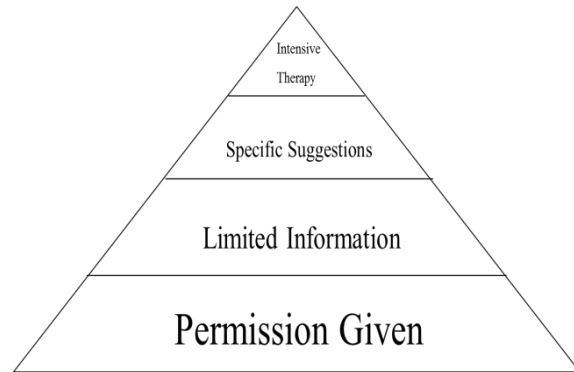 Intensive
Therapy
Specific Suggestions
Limited Information
Permission Given